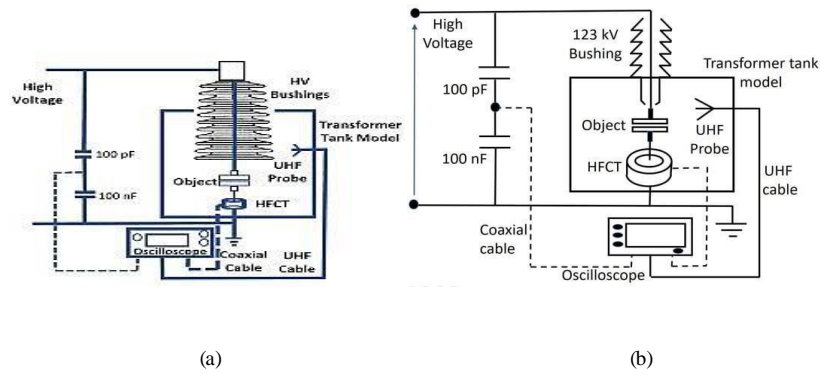 High
Voltage
100 pF
100 nF
HV
Bushings
Transformer
Tank Model
UHF
Probe
Object
HFCT
Oscilloscope
Coaxial
Cable
UHF
Cable
(a)
High
Voltage
123 kV
Bushing
Transformer tank
model
100 pF
Object
UHF
Probe
100 nF
HFCT
UHF
cable
Coaxial
cable
Oscilloscope
(b)